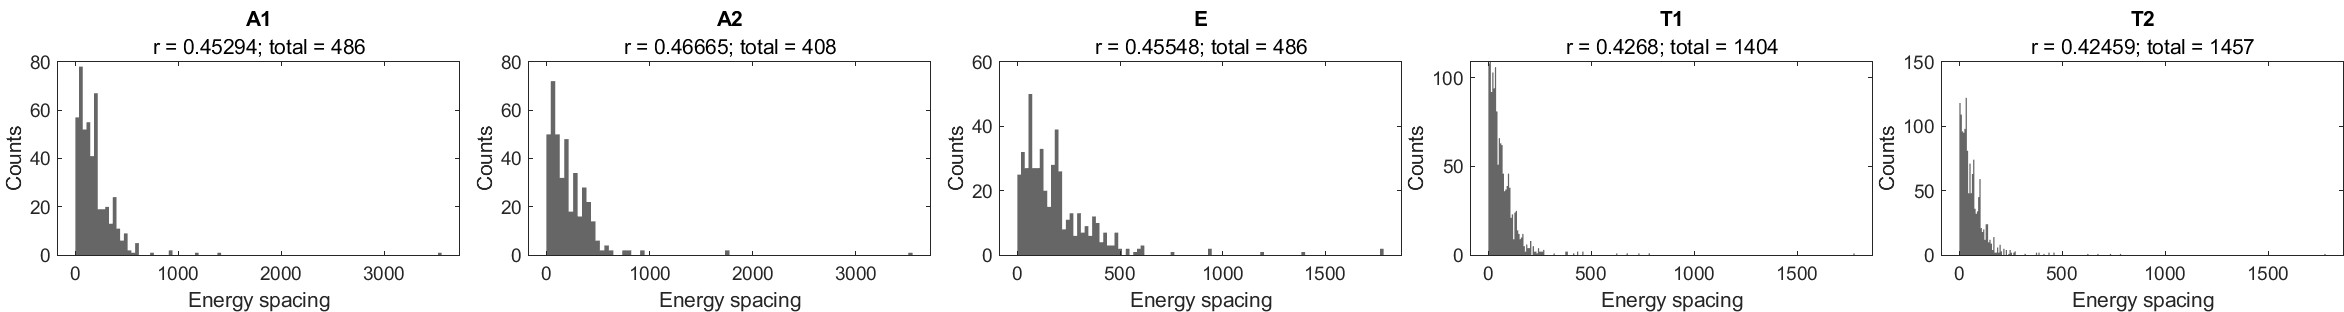 A1
r = 0.45294; total = 486
80
60
40
20
0
0 1000 2000 3000
Counts
Energy spacing
A2
r = 0.46665; total = 408
80
60
40
20
0
0 1000 2000 3000
Counts
Energy spacing
E
r = 0.45548; total = 486
60
40
20
0
0 500 1000 1500
Counts
Energy spacing
T1
r = 0.4268; total = 1404
100
50
0
0 500 1000 1500
Counts
Energy spacing
T2
r = 0.42459; total = 1457
150
100
50
0
0 500 1000 1500
Counts
Energy spacing